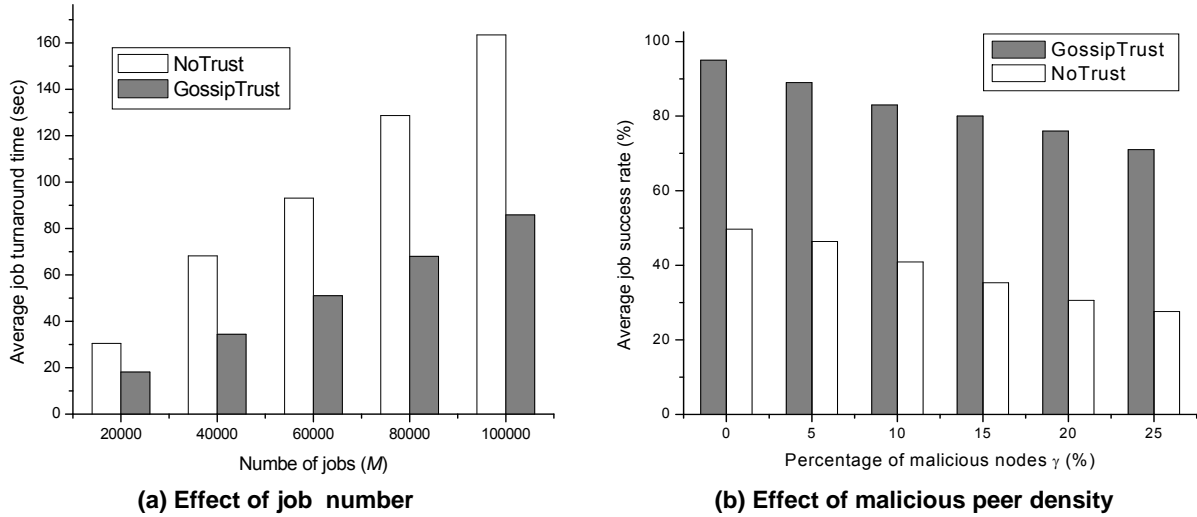 160
140
120
100
80
60
40
20
0
Average job turnaround time (sec)
NoTrust
GossipTrust
20000 40000 60000 80000 100000
Numbe of jobs (M)
(a) Effect of job number
100
80
60
40
20
0
Average job success rate (%)
GossipTrust
NoTrust
0 5 10 15 20 25
Percentage of malicious nodes γ (%)
(b) Effect of malicious peer density